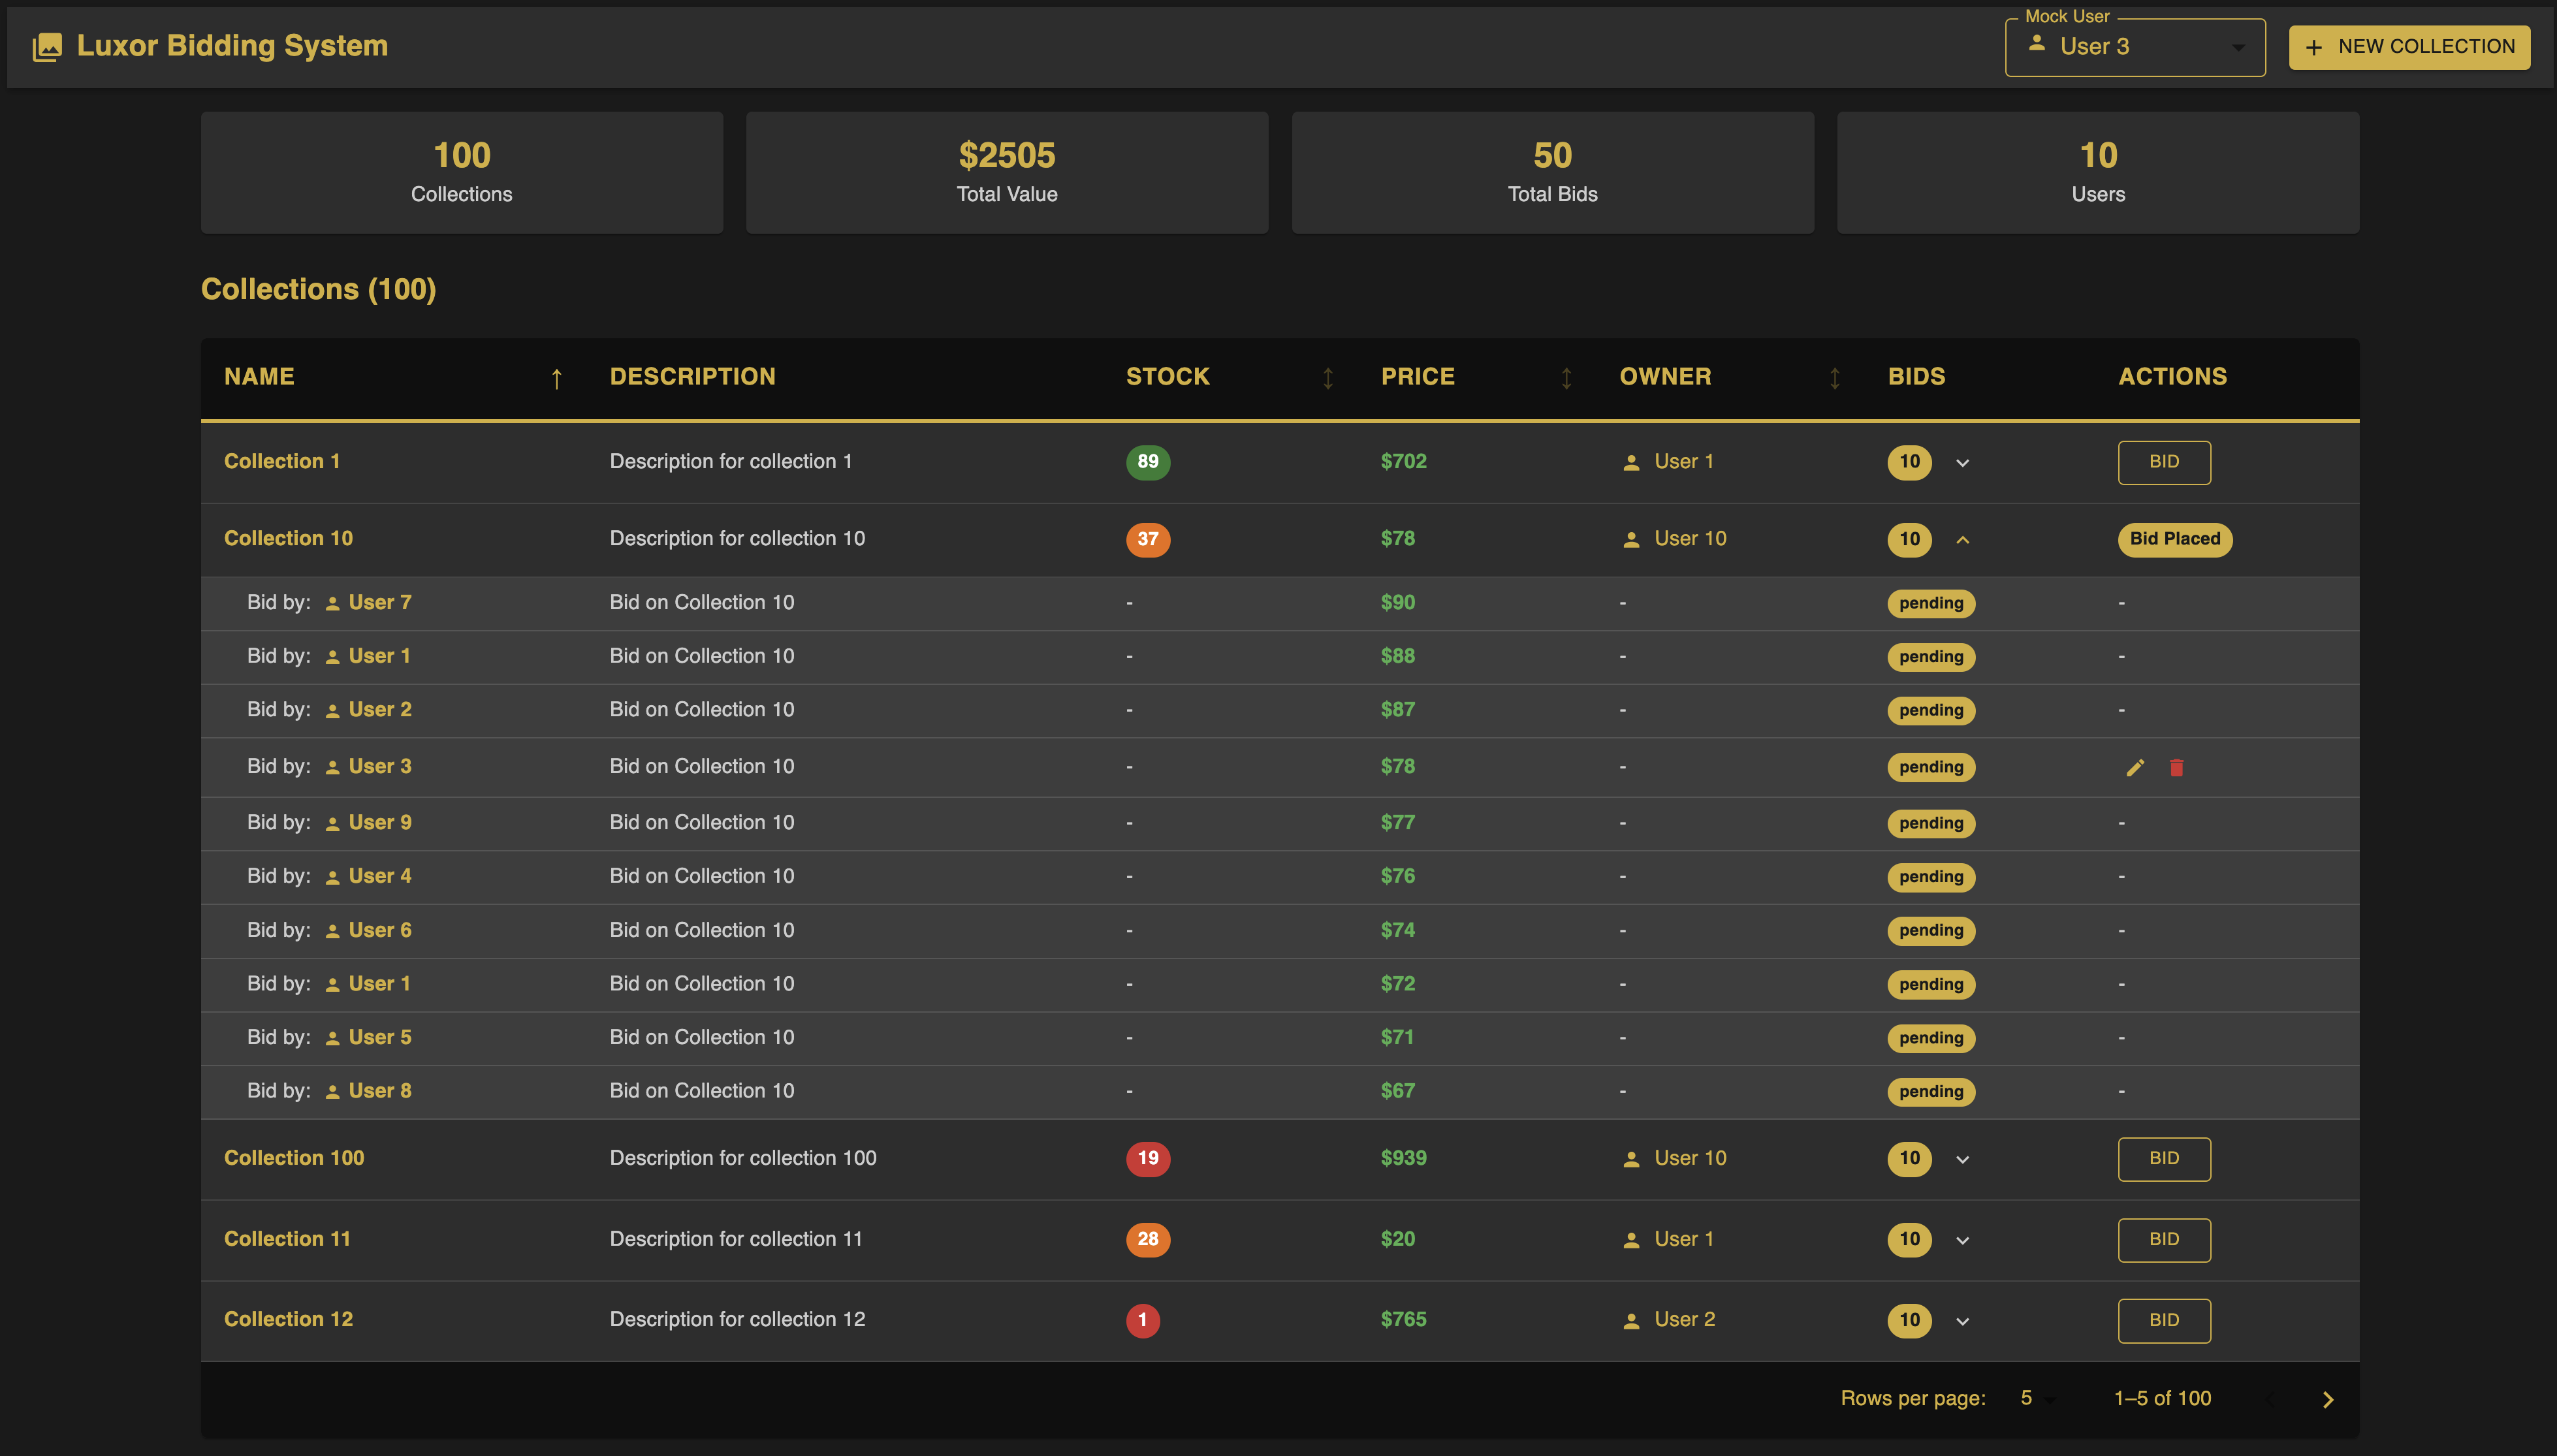 Luxor Bidding System
Mock User
User 3
+ NEW COLLECTION
100
Collections
$2505
Total Value
50
Total Bids
10
Users
Collections (100)
NAME ↑ DESCRIPTION STOCK ↕ PRICE ↕ OWNER ↕ BIDS ACTIONS
Collection 1 Description for collection 1 89 $702 User 1 10 BID
Collection 10 Description for collection 10 37 $78 User 10 10 Bid Placed
Bid by: User 7 Bid on Collection 10 - $90 - pending -
Bid by: User 1 Bid on Collection 10 - $88 - pending -
Bid by: User 2 Bid on Collection 10 - $87 - pending -
Bid by: User 3 Bid on Collection 10 - $78 - pending
Bid by: User 9 Bid on Collection 10 - $77 - pending -
Bid by: User 4 Bid on Collection 10 - $76 - pending -
Bid by: User 6 Bid on Collection 10 - $74 - pending -
Bid by: User 1 Bid on Collection 10 - $72 - pending -
Bid by: User 5 Bid on Collection 10 - $71 - pending -
Bid by: User 8 Bid on Collection 10 - $67 - pending -
Collection 100 Description for collection 100 19 $939 User 10 10 BID
Collection 11 Description for collection 11 28 $20 User 1 10 BID
Collection 12 Description for collection 12 1 $765 User 2 10 BID
Rows per page: 5 1–5 of 100